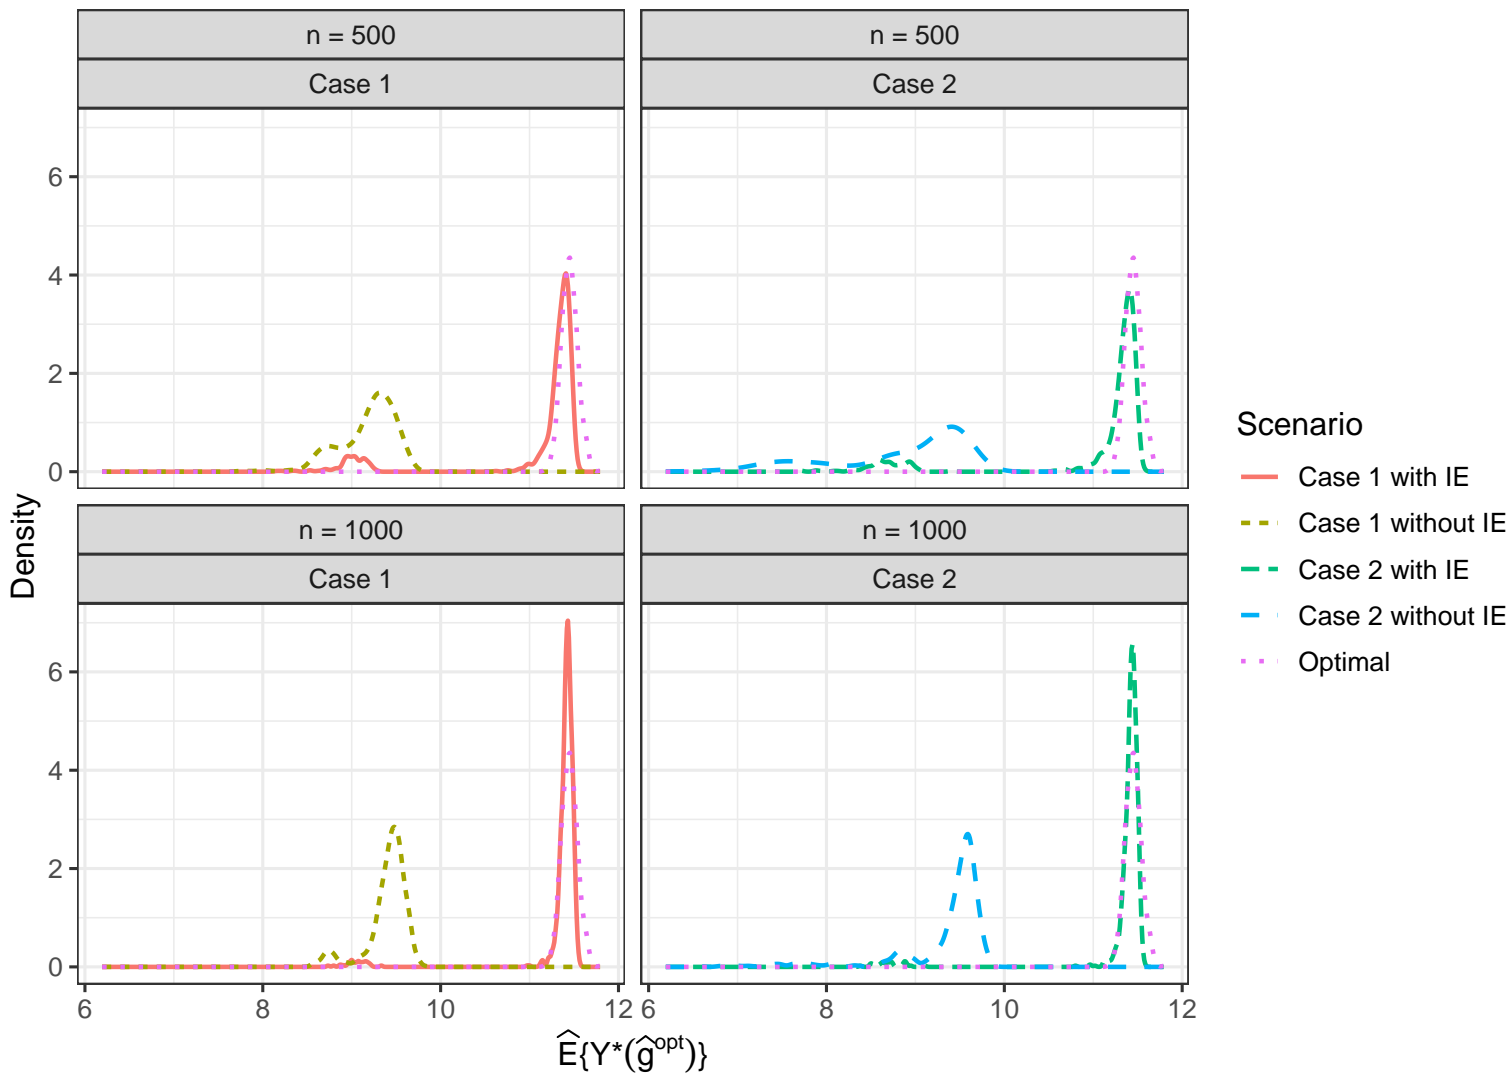 n = 500
n = 500
Case 1
Case 2
6
4
2
0
n = 1000
n = 1000
Case 1
Case 2
6
4
2
0
6
8
10
12
6
8
10
12
Density
Ê{Y*(ĝ^opt)}
Scenario
Case 1 with IE
Case 1 without IE
Case 2 with IE
Case 2 without IE
Optimal